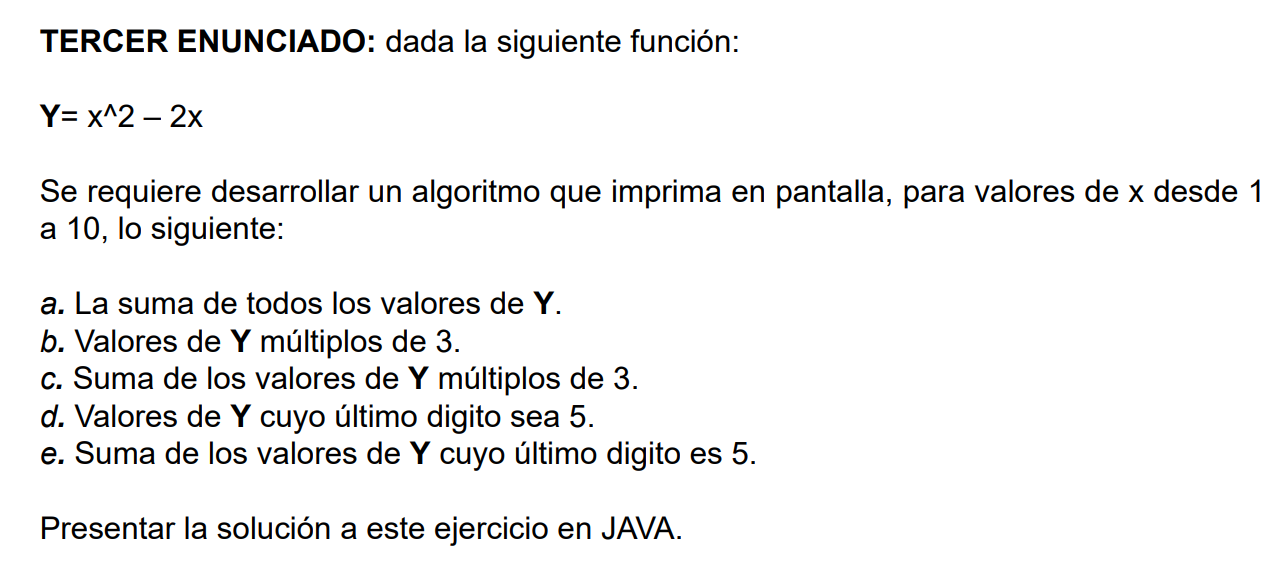 TERCER ENUNCIADO: dada la siguiente función:
Y= x^2 – 2x
Se requiere desarrollar un algoritmo que imprima en pantalla, para valores de x desde 1
a 10, lo siguiente:
a. La suma de todos los valores de Y.
b. Valores de Y múltiplos de 3.
c. Suma de los valores de Y múltiplos de 3.
d. Valores de Y cuyo último digito sea 5.
e. Suma de los valores de Y cuyo último digito es 5.
Presentar la solución a este ejercicio en JAVA.